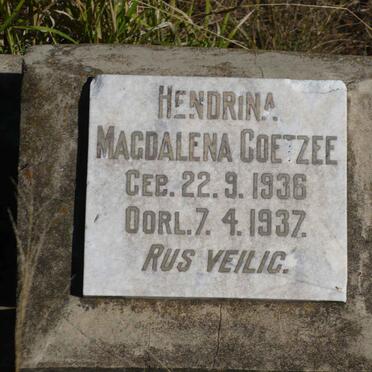 HENDRINA
MAGDALENA COETZEE
GEB. 22.9.1936
OORL. 7.4.1937.
RUS VEILIG.